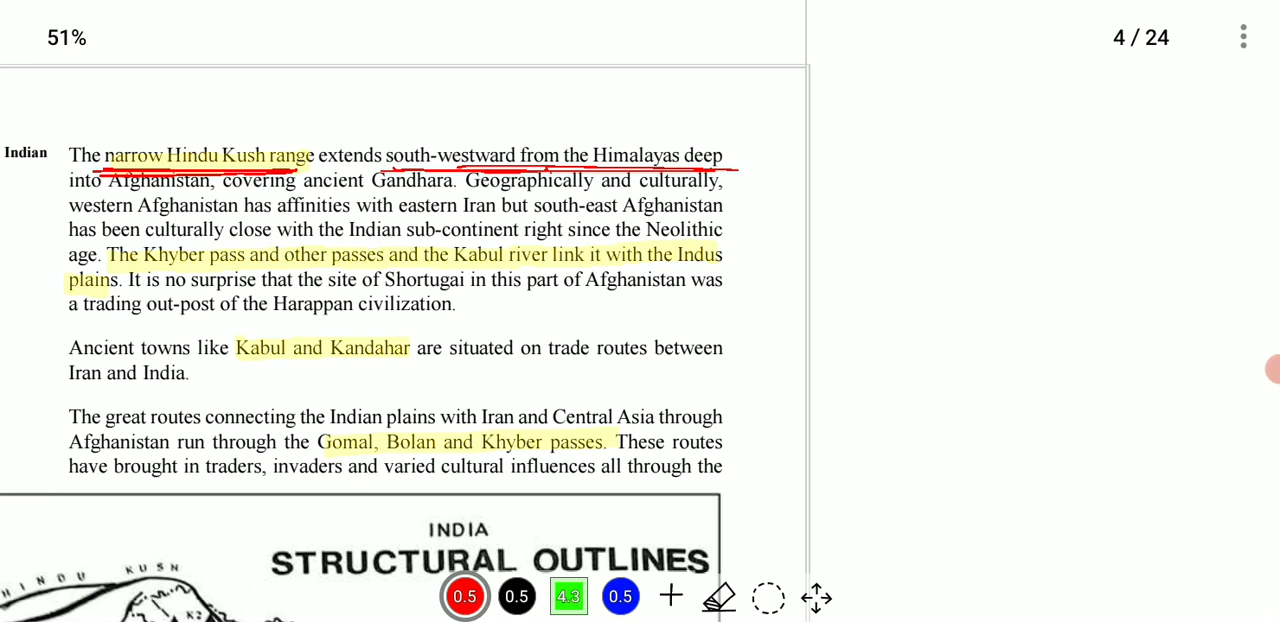 51%
4 / 24
Indian
The narrow Hindu Kush range extends south-westward from the Himalayas deep
into Afghanistan, covering ancient Gandhara. Geographically and culturally,
western Afghanistan has affinities with eastern Iran but south-east Afghanistan
has been culturally close with the Indian sub-continent right since the Neolithic
age. The Khyber pass and other passes and the Kabul river link it with the Indus
plains. It is no surprise that the site of Shortugai in this part of Afghanistan was
a trading out-post of the Harappan civilization.
Ancient towns like Kabul and Kandahar are situated on trade routes between
Iran and India.
The great routes connecting the Indian plains with Iran and Central Asia through
Afghanistan run through the Gomal, Bolan and Khyber passes. These routes
have brought in traders, invaders and varied cultural influences all through the
INDIA
STRUCTURAL OUTLINES
HINDU KUSH
K2
0.5
0.5
4.3
0.5